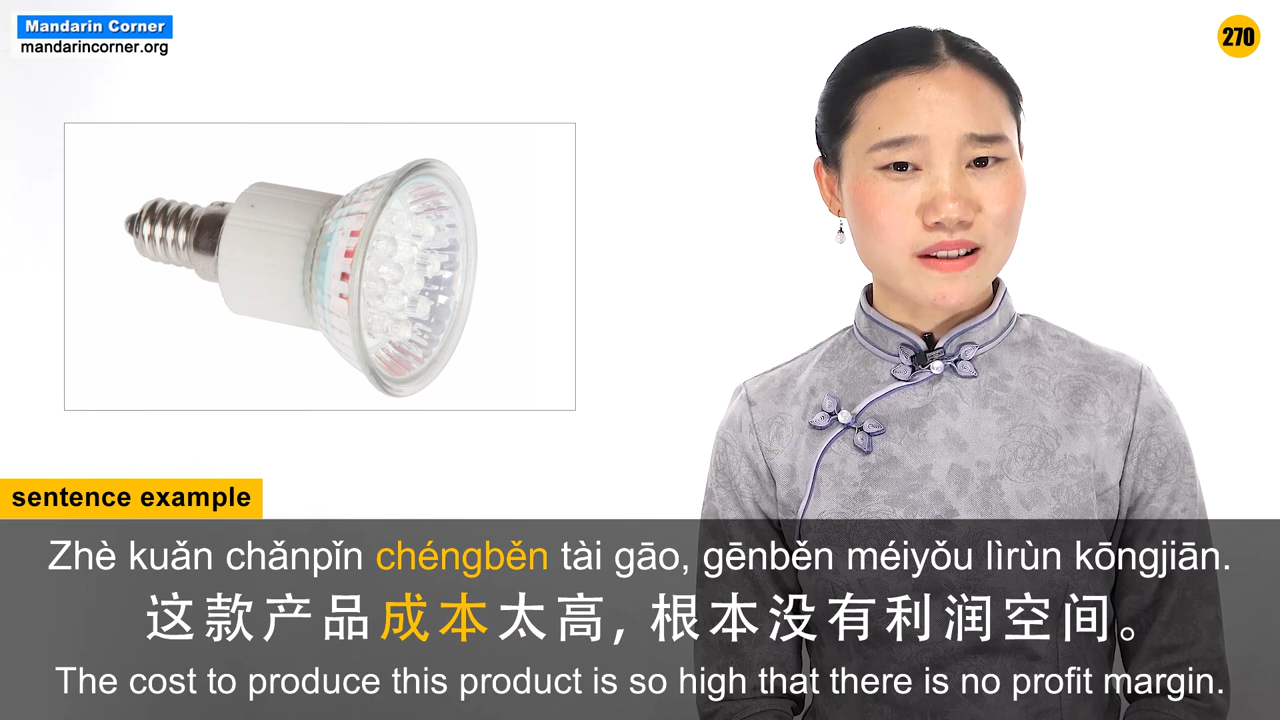 Mandarin Corner
mandarincorner.org
270
sentence example
Zhè kuǎn chǎnpǐn chéngběn tài gāo, gēnběn méiyǒu lìrùn kōngjiān.
这款产品成本太高, 根本没有利润空间。
The cost to produce this product is so high that there is no profit margin.